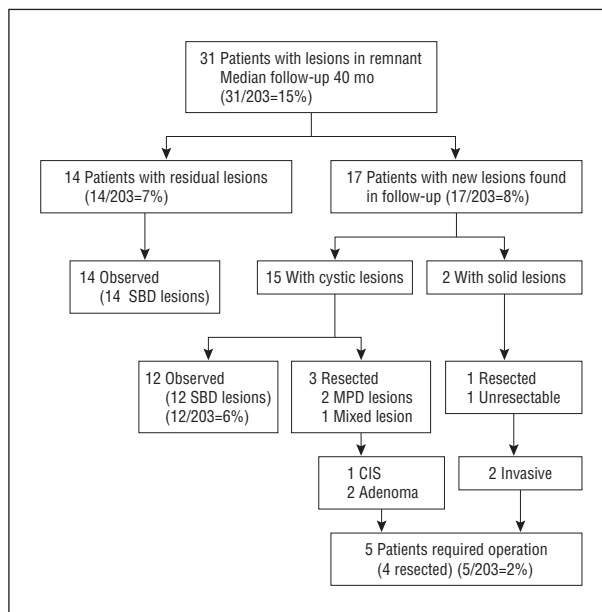 31 Patients with lesions in remnant
Median follow-up 40 mo
(31/203=15%)
14 Patients with residual lesions
(14/203=7%)
17 Patients with new lesions found
in follow-up (17/203=8%)
14 Observed
(14 SBD lesions)
15 With cystic lesions
2 With solid lesions
12 Observed
(12 SBD lesions)
(12/203=6%)
3 Resected
2 MPD lesions
1 Mixed lesion
1 Resected
1 Unresectable
1 CIS
2 Adenoma
2 Invasive
5 Patients required operation
(4 resected) (5/203=2%)